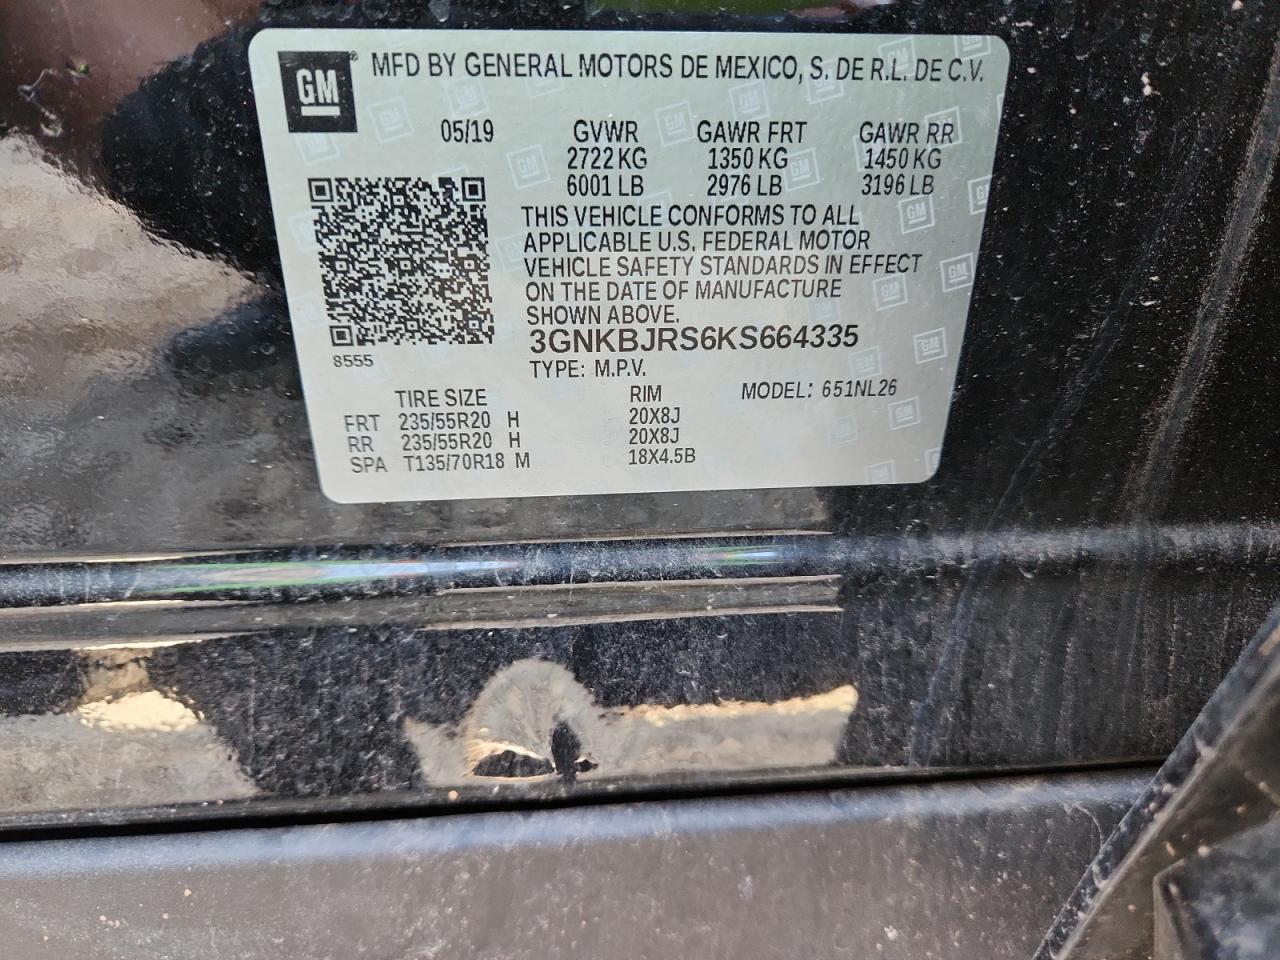 GM® MFD BY GENERAL MOTORS DE MEXICO, S. DE R.L. DE C.V.
05/19 GVWR GAWR FRT GAWR RR
2722 KG 1350 KG 1450 KG
6001 LB 2976 LB 3196 LB
THIS VEHICLE CONFORMS TO ALL
APPLICABLE U.S. FEDERAL MOTOR
VEHICLE SAFETY STANDARDS IN EFFECT
ON THE DATE OF MANUFACTURE
SHOWN ABOVE.
3GNKBJRS6KS664335
8555
TYPE: M.P.V.
TIRE SIZE RIM MODEL: 651NL26
FRT 235/55R20 H 20X8J
RR 235/55R20 H 20X8J
SPA T135/70R18 M 18X4.5B